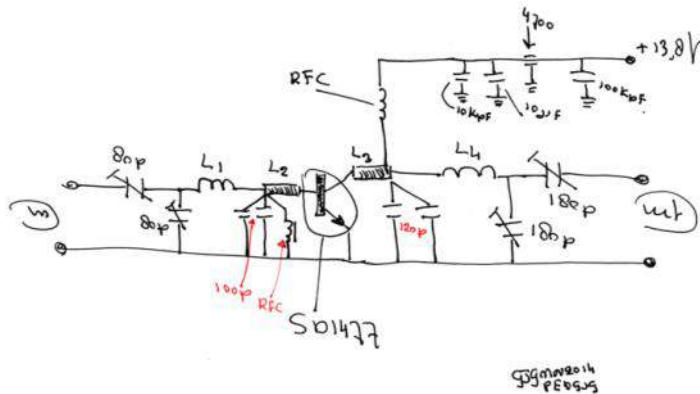 4700
+13,8V
RFC
10Kpf
10µF
100Kpf
80p
L1
L2
L3
L4
180p
in
80p
120p
180p
out
100p
RFC